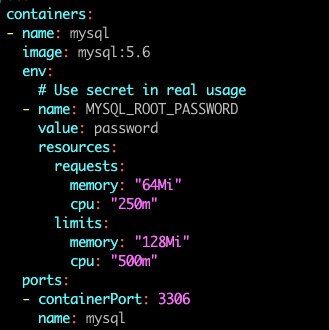 containers:
- name: mysql
  image: mysql:5.6
  env:
    # Use secret in real usage
  - name: MYSQL_ROOT_PASSWORD
    value: password
    resources:
      requests:
        memory: "64Mi"
        cpu: "250m"
      limits:
        memory: "128Mi"
        cpu: "500m"
  ports:
  - containerPort: 3306
    name: mysql